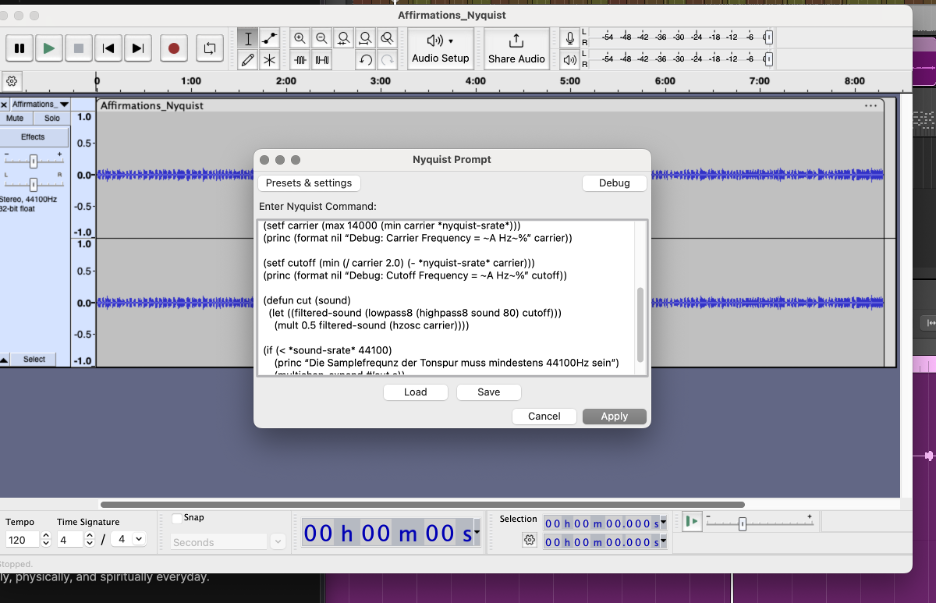 Affirmations_Nyquist
Audio Setup
Share Audio
L
R
-54 -48 -42 -36 -30 -24 -18 -12 -6
L
R
-54 -48 -42 -36 -30 -24 -18 -12 -6
0 1:00 2:00 3:00 4:00 5:00 6:00 7:00 8:00
Affirmations_
Affirmations_Nyquist
Mute Solo
Effects
- +
L R
Stereo, 44100Hz
32-bit float
Select
1.0
0.5
0.0
-0.5
-1.0
1.0
0.5
0.0
-0.5
-1.0
Nyquist Prompt
Presets & settings
Debug
Enter Nyquist Command:
(setf carrier (max 14000 (min carrier *nyquist-srate*)))
(princ (format nil “Debug: Carrier Frequency = ~A Hz~%” carrier))
(setf cutoff (min (/ carrier 2.0) (- *nyquist-srate* carrier)))
(princ (format nil “Debug: Cutoff Frequency = ~A Hz~%” cutoff))
(defun cut (sound)
(let ((filtered-sound (lowpass8 (highpass8 sound 80) cutoff)))
(mult 0.5 filtered-sound (hzosc carrier))))
(if (< *sound-srate* 44100)
(princ “Die Samplefrequnz der Tonspur muss mindestens 44100Hz sein”)
Load
Save
Cancel
Apply
Tempo
120
Time Signature
4 / 4
Snap
Seconds
00 h 00 m 00 s
Selection
00 h 00 m 00.000 s
00 h 00 m 00.000 s
- +
Stopped.
ly, physically, and spiritually everyday.